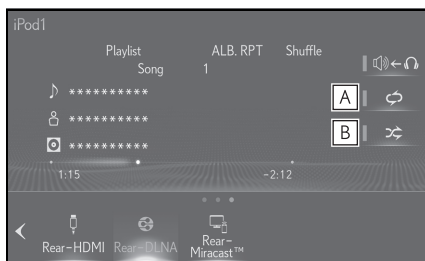 iPod1
Playlist ALB. RPT Shuffle
Song 1
**********
A
**********
B
**********
1:15 -2:12
Rear-HDMI Rear-DLNA Rear-Miracast™